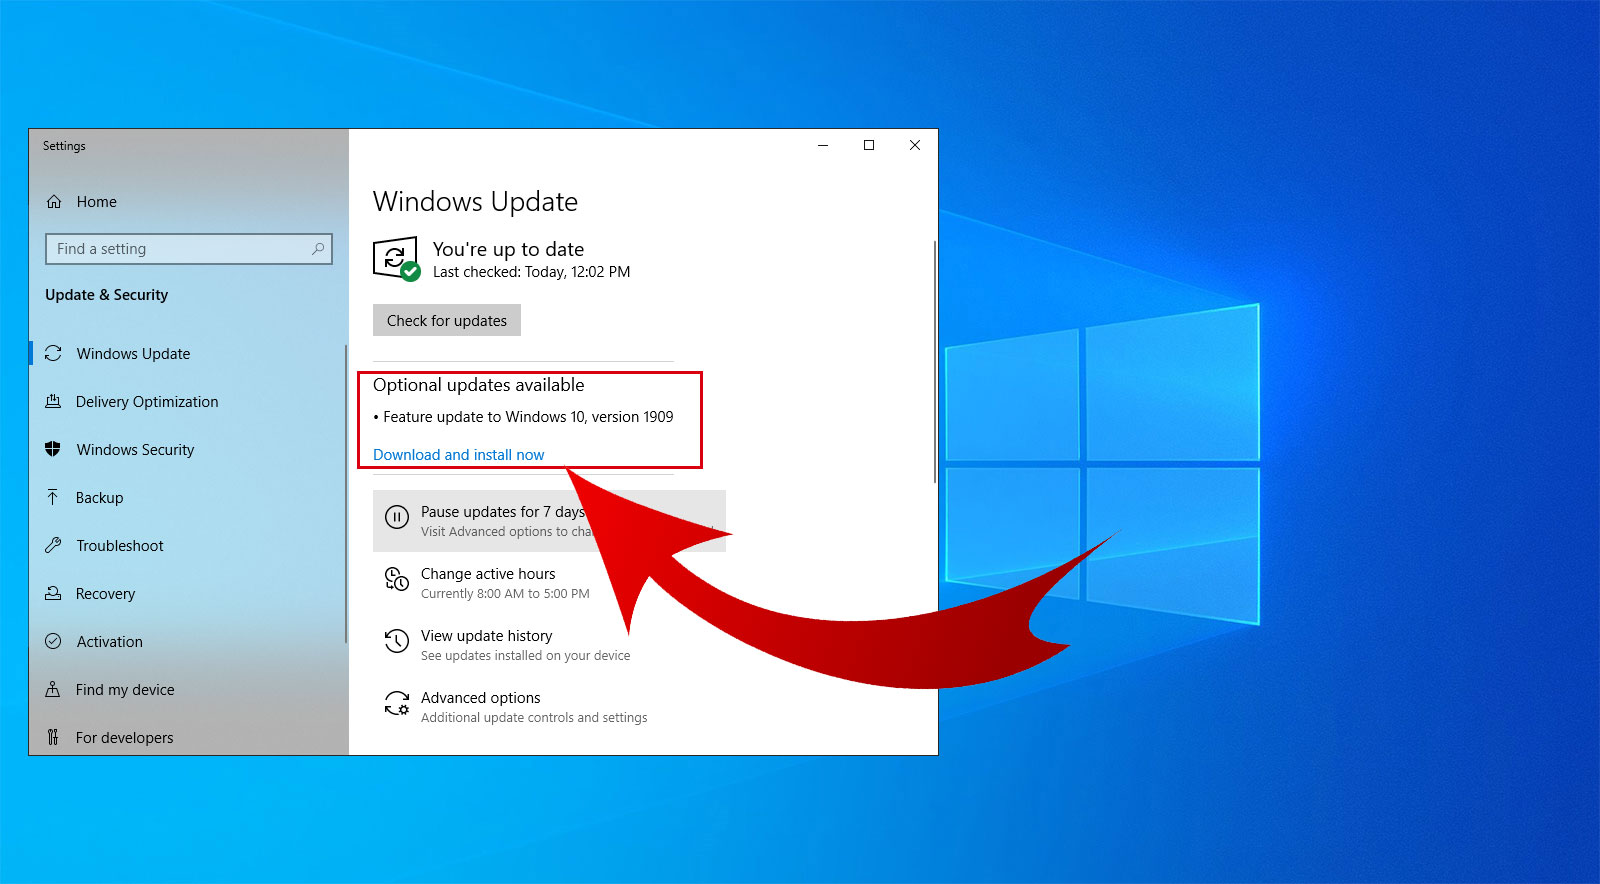 Settings
Home
Find a setting
Update & Security
Windows Update
Delivery Optimization
Windows Security
Backup
Troubleshoot
Recovery
Activation
Find my device
For developers
Windows Update
You're up to date
Last checked: Today, 12:02 PM
Check for updates
Optional updates available
• Feature update to Windows 10, version 1909
Download and install now
Pause updates for 7 days
Visit Advanced options to
Change active hours
Currently 8:00 AM to 5:00 PM
View update history
See updates installed on your device
Advanced options
Additional update controls and settings